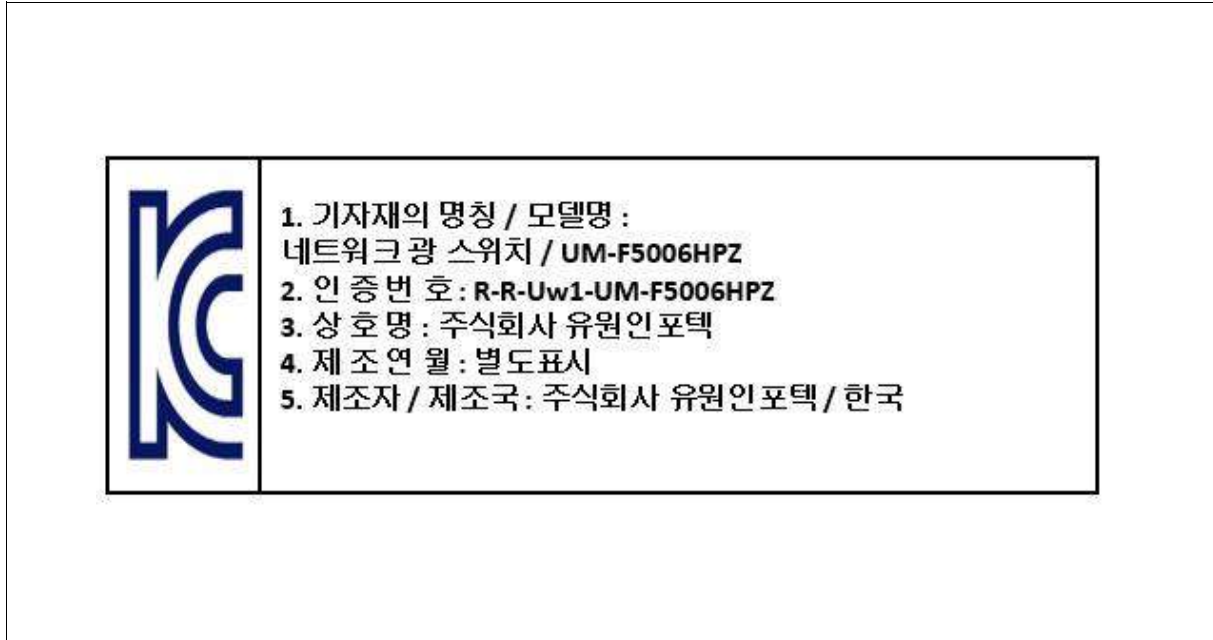 KC
1. 기자재의 명칭 / 모델명 :
네트워크 광 스위치 / UM-F5006HPZ
2. 인 증 번 호 : R-R-Uw1-UM-F5006HPZ
3. 상 호 명 : 주식회사 유원인포텍
4. 제 조 연 월 : 별도표시
5. 제조자 / 제조국 : 주식회사 유원인포텍 / 한국